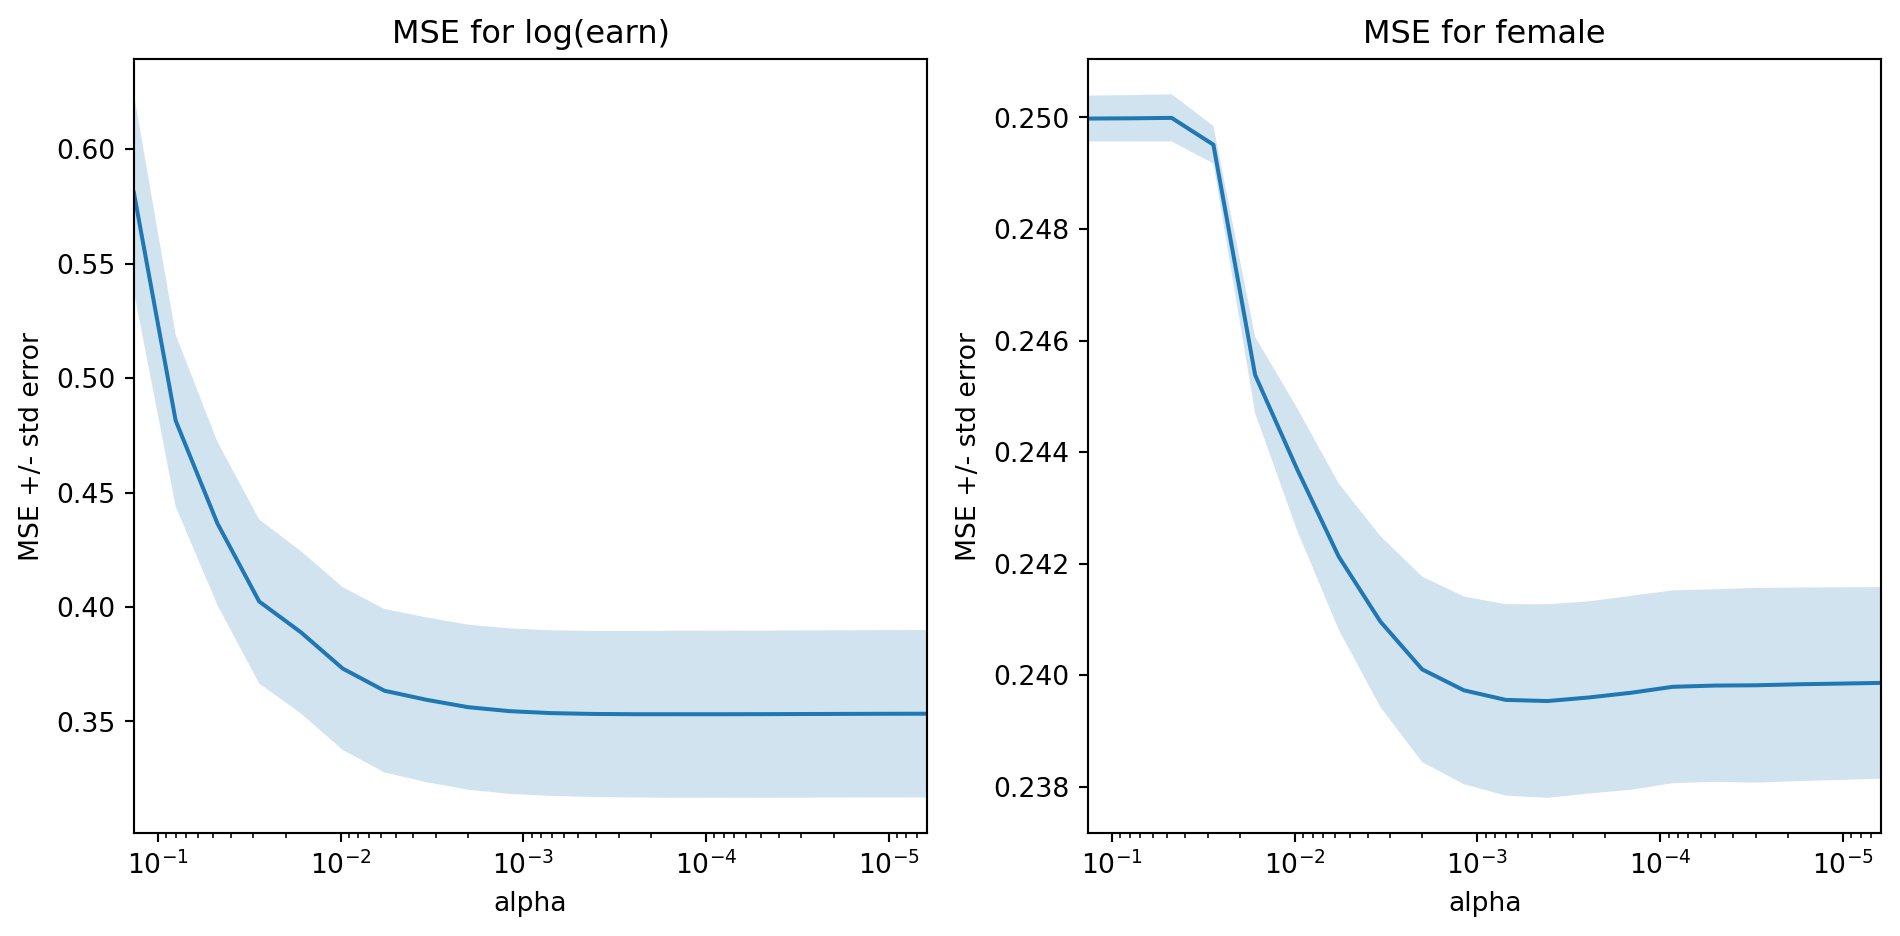 MSE for log(earn)
MSE +/- std error
0.60
0.55
0.50
0.45
0.40
0.35
10⁻¹ 10⁻² 10⁻³ 10⁻⁴ 10⁻⁵
alpha
MSE for female
MSE +/- std error
0.250
0.248
0.246
0.244
0.242
0.240
0.238
10⁻¹ 10⁻² 10⁻³ 10⁻⁴ 10⁻⁵
alpha